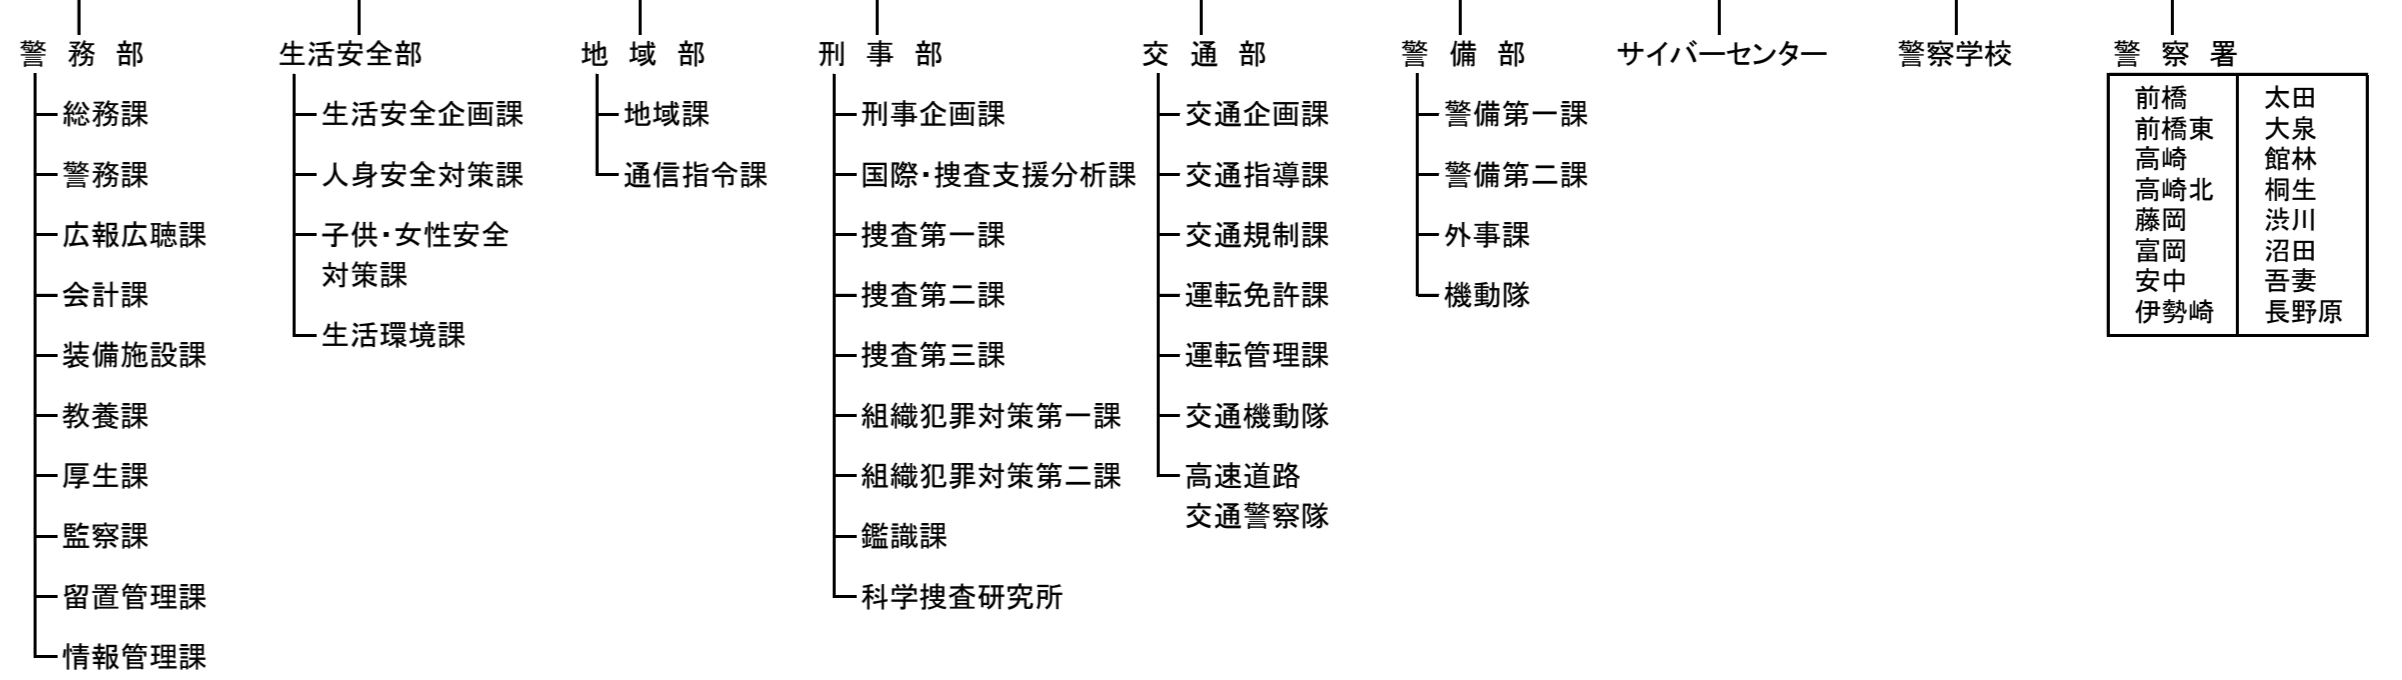 警務部
総務課
警務課
広報広聴課
会計課
装備施設課
教養課
厚生課
監察課
留置管理課
情報管理課
生活安全部
生活安全企画課
人身安全対策課
子供・女性安全
対策課
生活環境課
地域部
地域課
通信指令課
刑事部
刑事企画課
国際・捜査支援分析課
捜査第一課
捜査第二課
捜査第三課
組織犯罪対策第一課
組織犯罪対策第二課
鑑識課
科学捜査研究所
交通部
交通企画課
交通指導課
交通規制課
運転免許課
運転管理課
交通機動隊
高速道路
交通警察隊
警備部
警備第一課
警備第二課
外事課
機動隊
サイバーセンター
警察学校
警察署
前橋
前橋東
高崎
高崎北
藤岡
富岡
安中
伊勢崎
太田
大泉
館林
桐生
渋川
沼田
吾妻
長野原